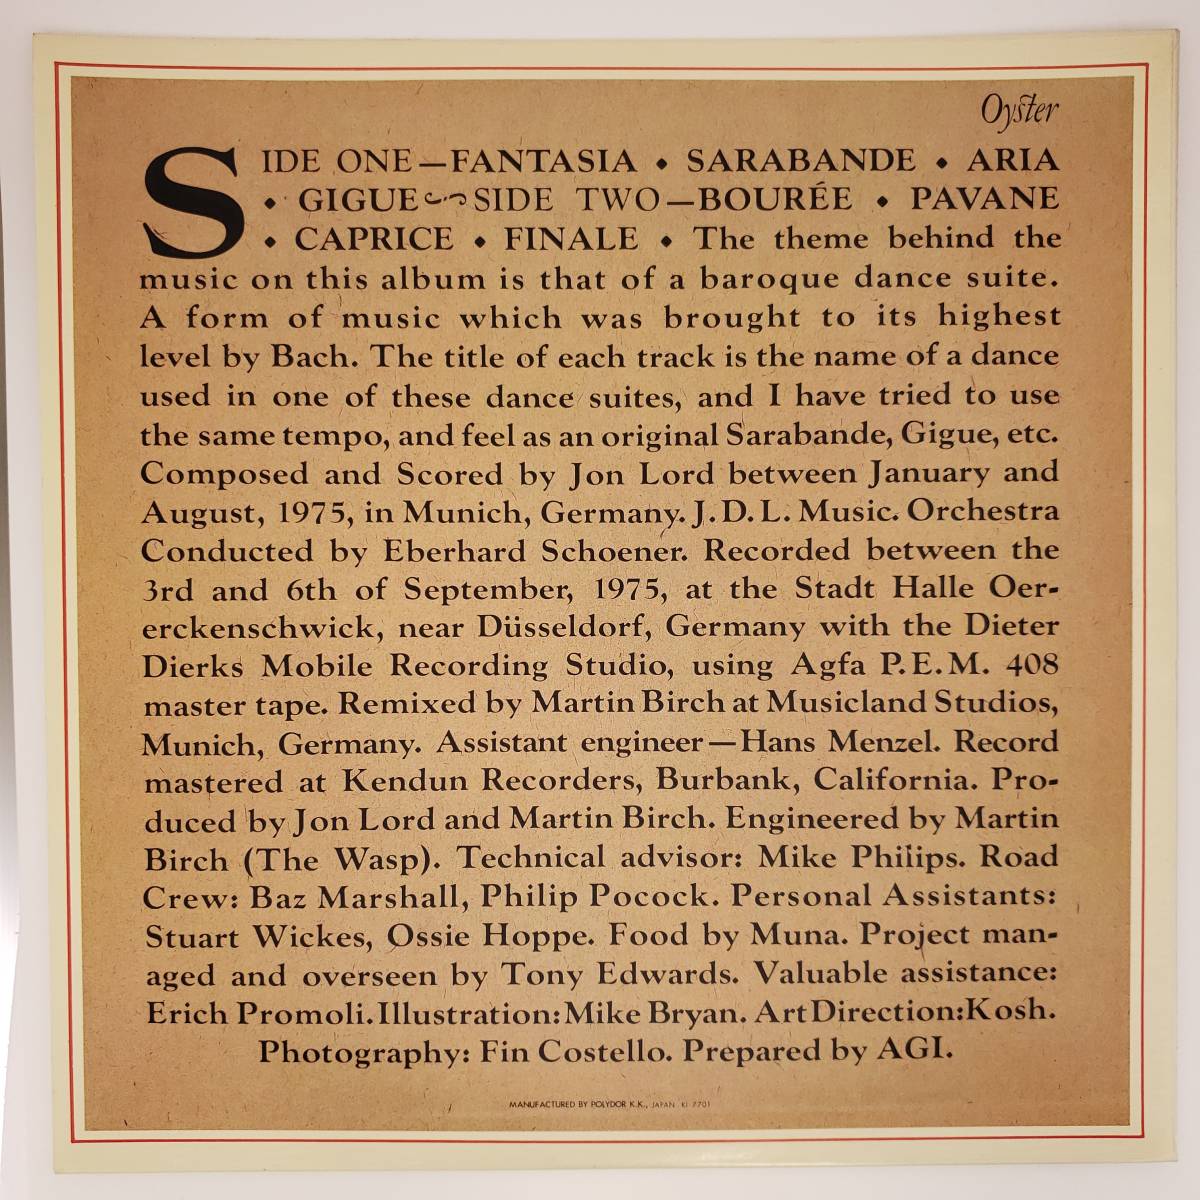 Oyster
SIDE ONE—FANTASIA ◆ SARABANDE ◆ ARIA
◆ GIGUE SIDE TWO—BOURÉE ◆ PAVANE
◆ CAPRICE ◆ FINALE ◆ The theme behind the
music on this album is that of a baroque dance suite.
A form of music which was brought to its highest
level by Bach. The title of each track is the name of a dance
used in one of these dance suites, and I have tried to use
the same tempo, and feel as an original Sarabande, Gigue, etc.
Composed and Scored by Jon Lord between January and
August, 1975, in Munich, Germany. J.D.L. Music. Orchestra
Conducted by Eberhard Schoener. Recorded between the
3rd and 6th of September, 1975, at the Stadt Halle Oer-
erckenschwick, near Düsseldorf, Germany with the Dieter
Dierks Mobile Recording Studio, using Agfa P.E.M. 408
master tape. Remixed by Martin Birch at Musicland Studios,
Munich, Germany. Assistant engineer—Hans Menzel. Record
mastered at Kendun Recorders, Burbank, California. Pro-
duced by Jon Lord and Martin Birch. Engineered by Martin
Birch (The Wasp). Technical advisor: Mike Philips. Road
Crew: Baz Marshall, Philip Pocock. Personal Assistants:
Stuart Wickes, Ossie Hoppe. Food by Muna. Project man-
aged and overseen by Tony Edwards. Valuable assistance:
Erich Promoli. Illustration: Mike Bryan. Art Direction: Kosh.
Photography: Fin Costello. Prepared by AGI.
MANUFACTURED BY POLYDOR K.K., JAPAN KI 7701